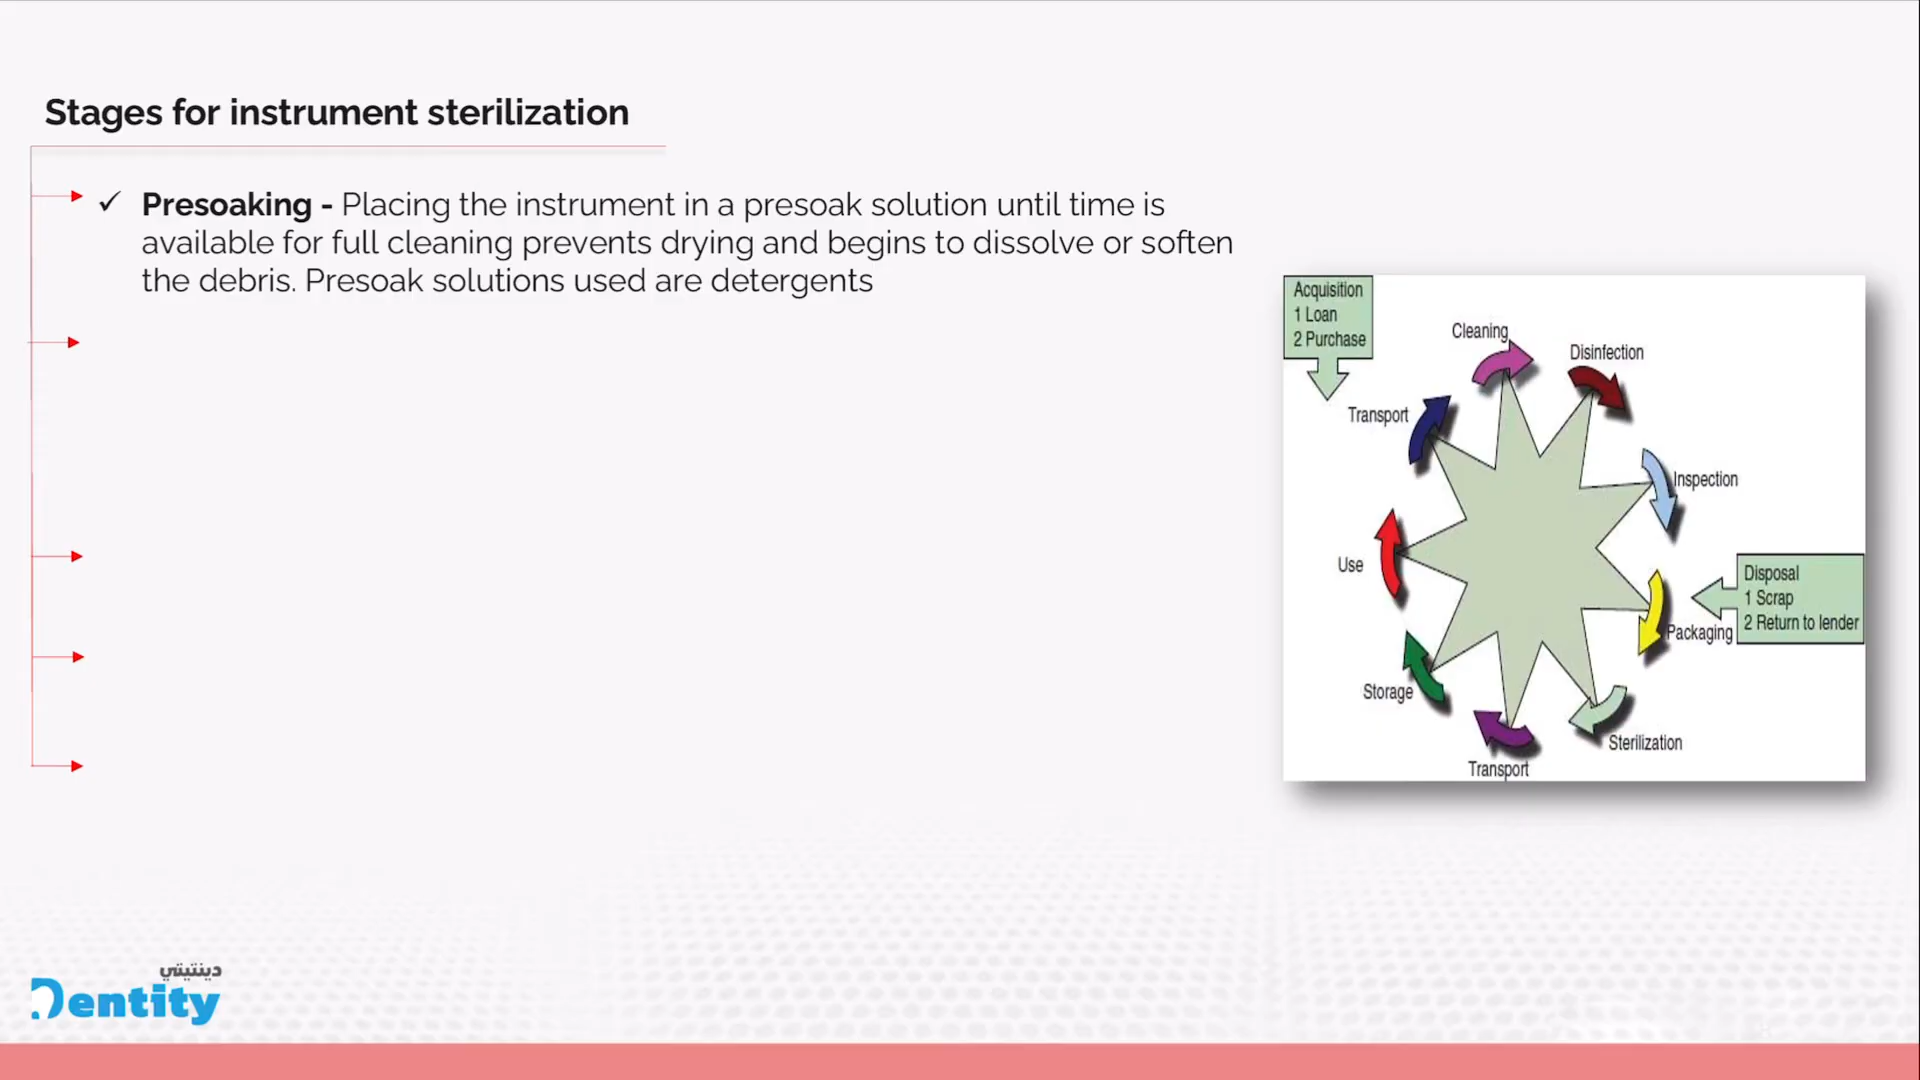 Stages for instrument sterilization
✓ Presoaking - Placing the instrument in a presoak solution until time is
available for full cleaning prevents drying and begins to dissolve or soften
the debris. Presoak solutions used are detergents
Acquisition
1 Loan
2 Purchase
Cleaning
Disinfection
Transport
Inspection
Use
Disposal
1 Scrap
2 Return to lender
Packaging
Storage
Sterilization
Transport
دينتيتي
Dentity